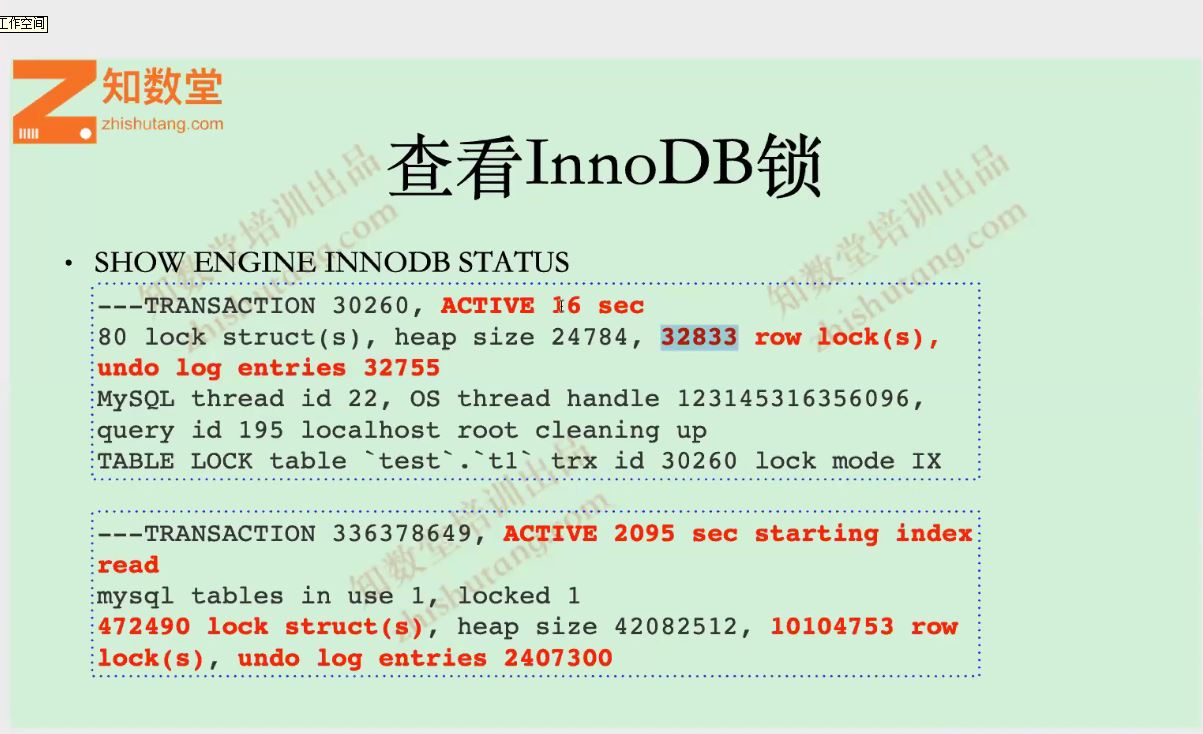 工作空间
知数堂
zhishutang.com
查看InnoDB锁
• SHOW ENGINE INNODB STATUS
---TRANSACTION 30260, ACTIVE 16 sec
80 lock struct(s), heap size 24784, 32833 row lock(s),
undo log entries 32755
MySQL thread id 22, OS thread handle 123145316356096,
query id 195 localhost root cleaning up
TABLE LOCK table `test`.`t1` trx id 30260 lock mode IX
---TRANSACTION 336378649, ACTIVE 2095 sec starting index
read
mysql tables in use 1, locked 1
472490 lock struct(s), heap size 42082512, 10104753 row
lock(s), undo log entries 2407300
知数堂培训出品
zhishutang.com
知数堂培训出品
zhishutang.com
知数堂培训出品
zhishutang.com